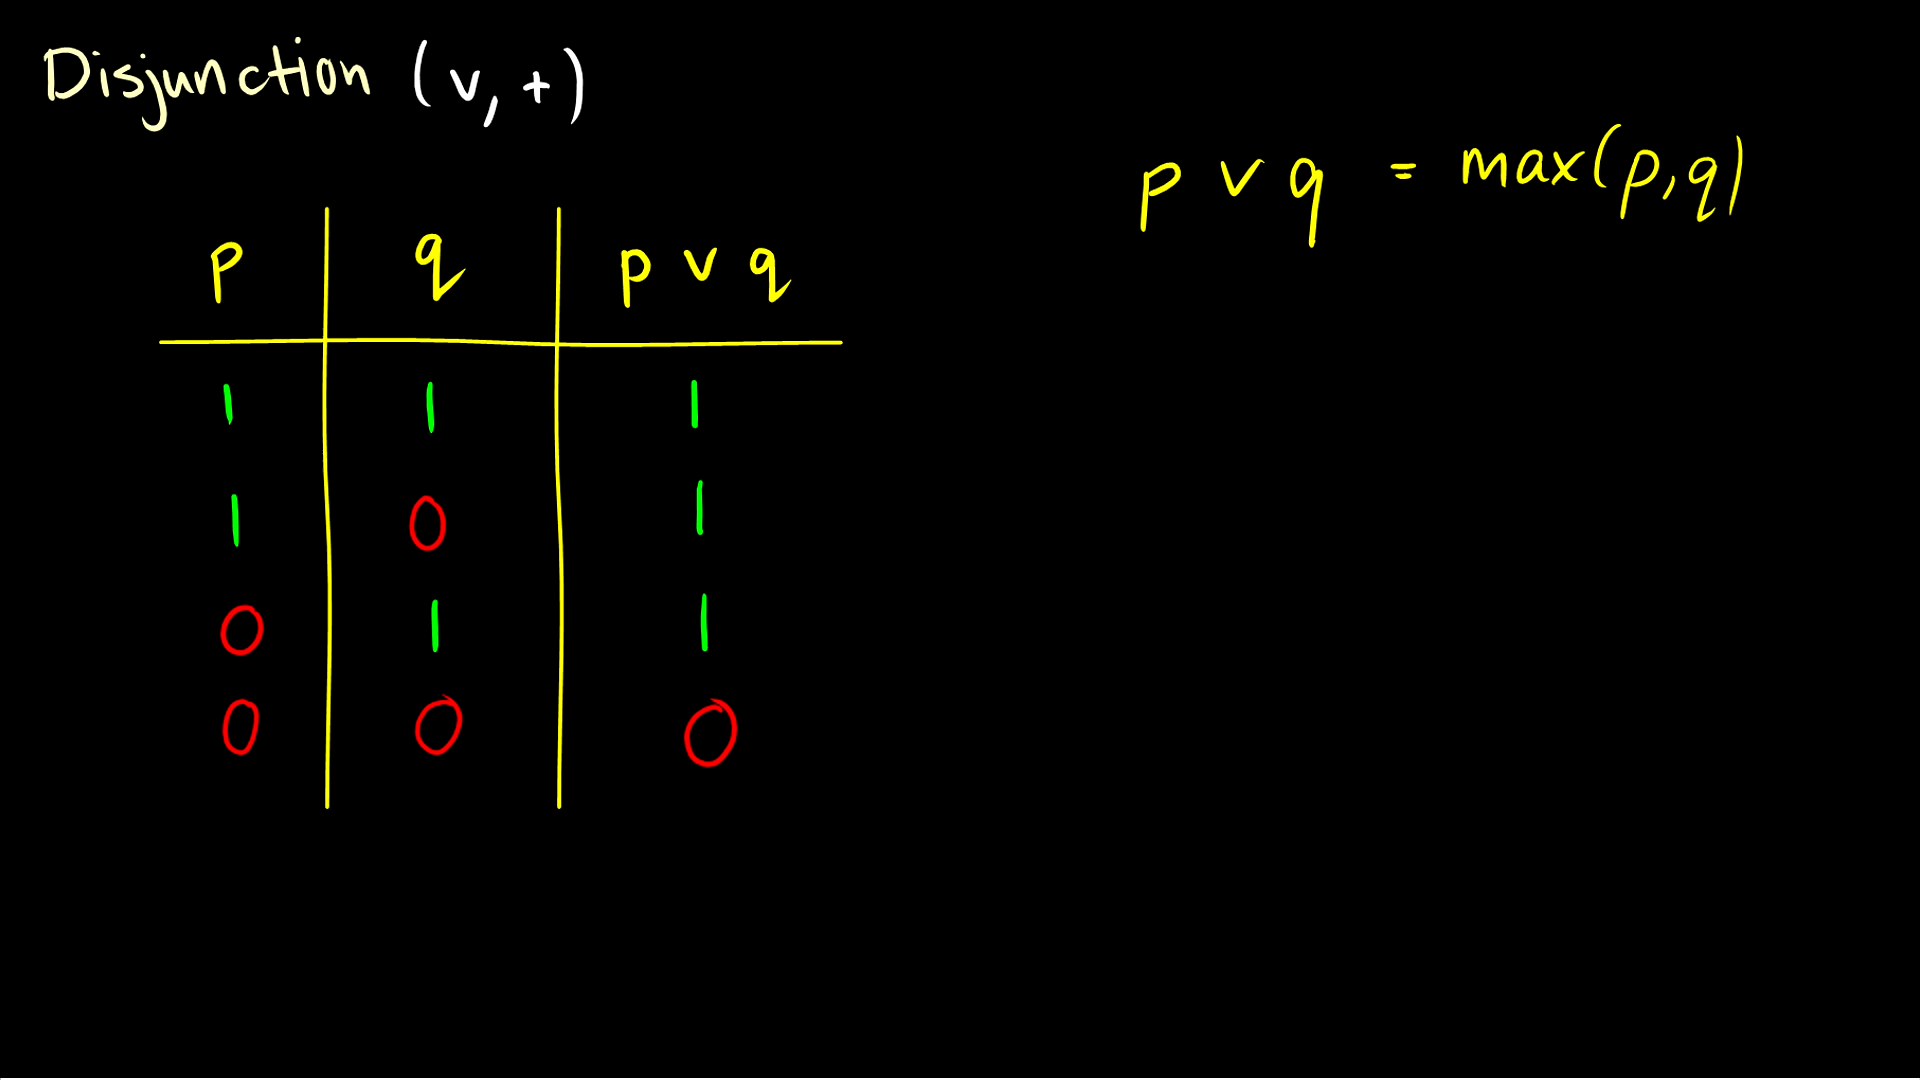 Disjunction (v, +)
p v q = max(p,q)
p q p v q
1 1 1
1 0 1
0 1 1
0 0 0